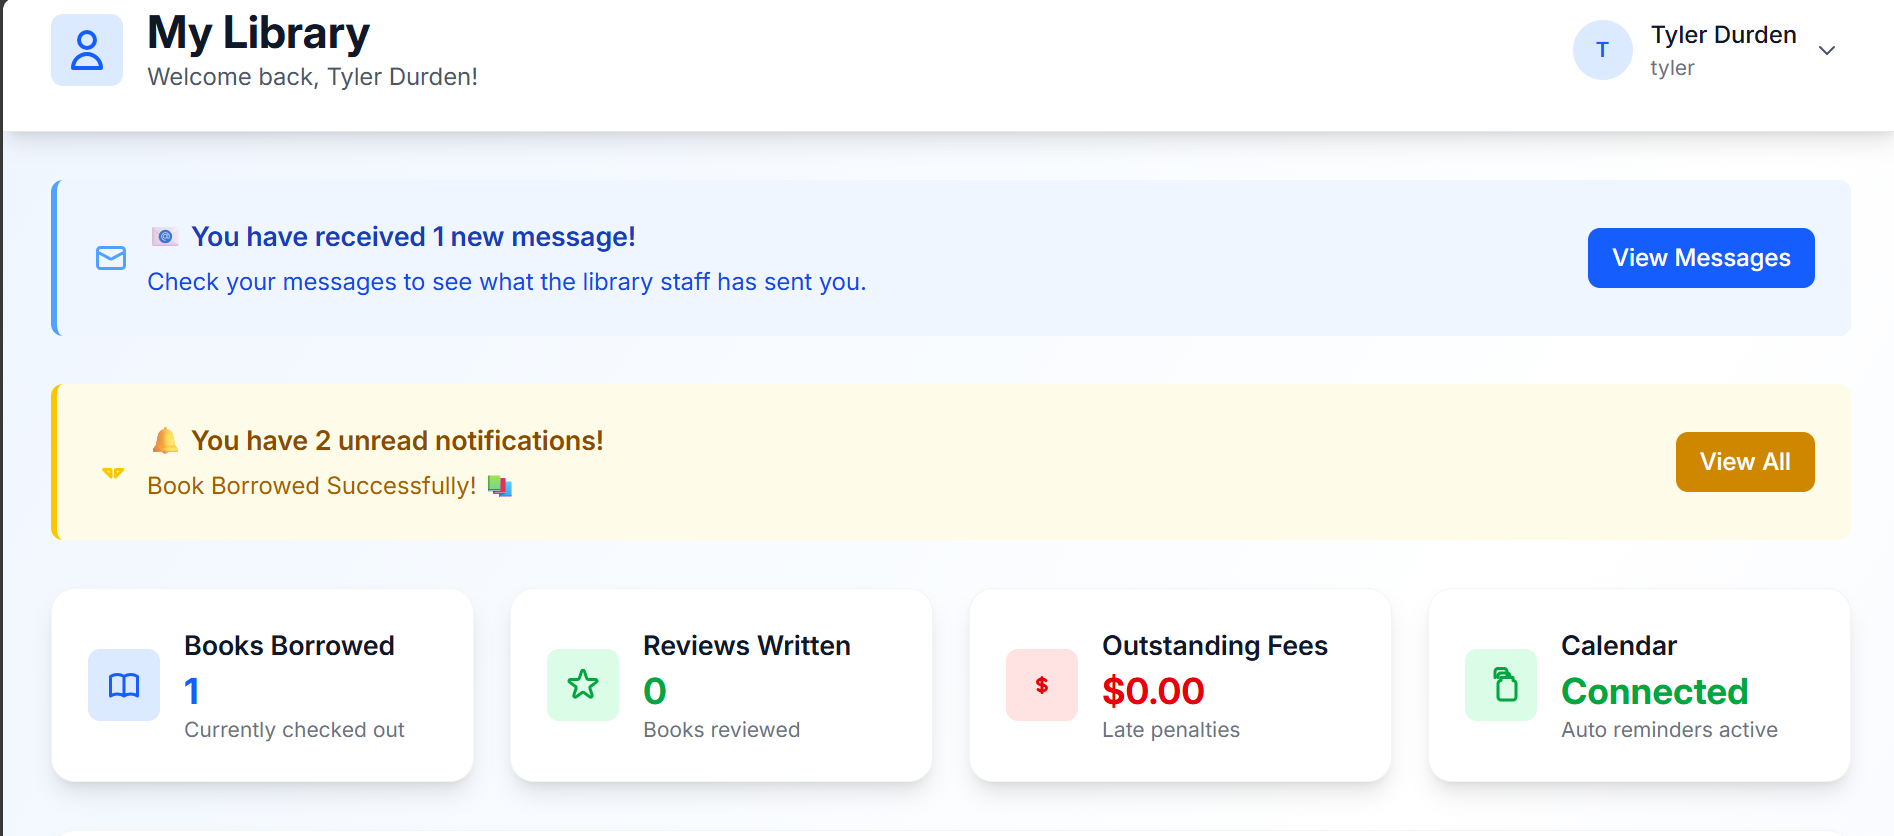 My Library
Welcome back, Tyler Durden!
T
Tyler Durden
tyler
You have received 1 new message!
Check your messages to see what the library staff has sent you.
View Messages
You have 2 unread notifications!
Book Borrowed Successfully!
View All
Books Borrowed
1
Currently checked out
Reviews Written
0
Books reviewed
$
Outstanding Fees
$0.00
Late penalties
Calendar
Connected
Auto reminders active